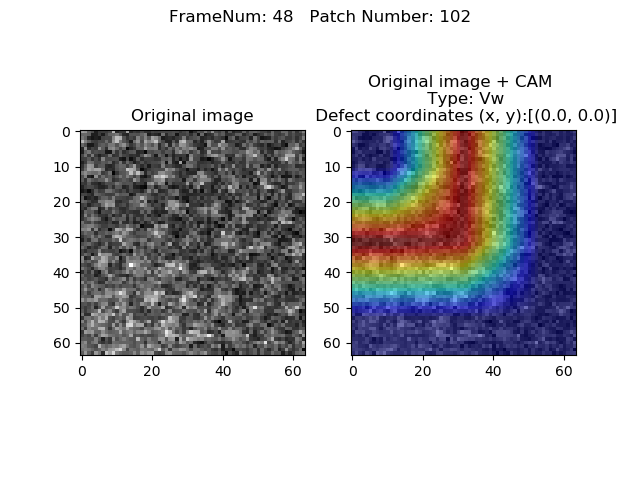 FrameNum: 48   Patch Number: 102
Original image
0
10
20
30
40
50
60
0 20 40 60
Original image + CAM
Type: Vw
Defect coordinates (x, y):[(0.0, 0.0)]
0
10
20
30
40
50
60
0 20 40 60